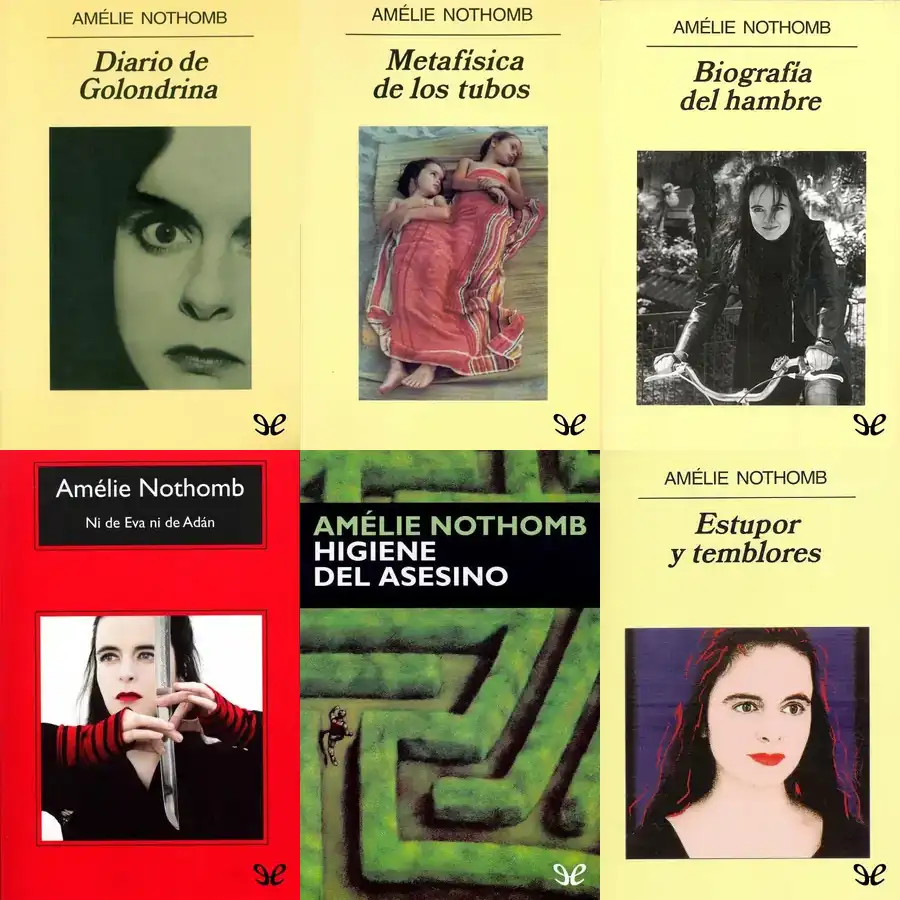 AMÉLIE NOTHOMB
Diario de
Golondrina
AMÉLIE NOTHOMB
Metafísica
de los tubos
AMÉLIE NOTHOMB
Biografía
del hambre
Amélie Nothomb
Ni de Eva ni de Adán
AMÉLIE NOTHOMB
HIGIENE
DEL ASESINO
AMÉLIE NOTHOMB
Estupor
y temblores